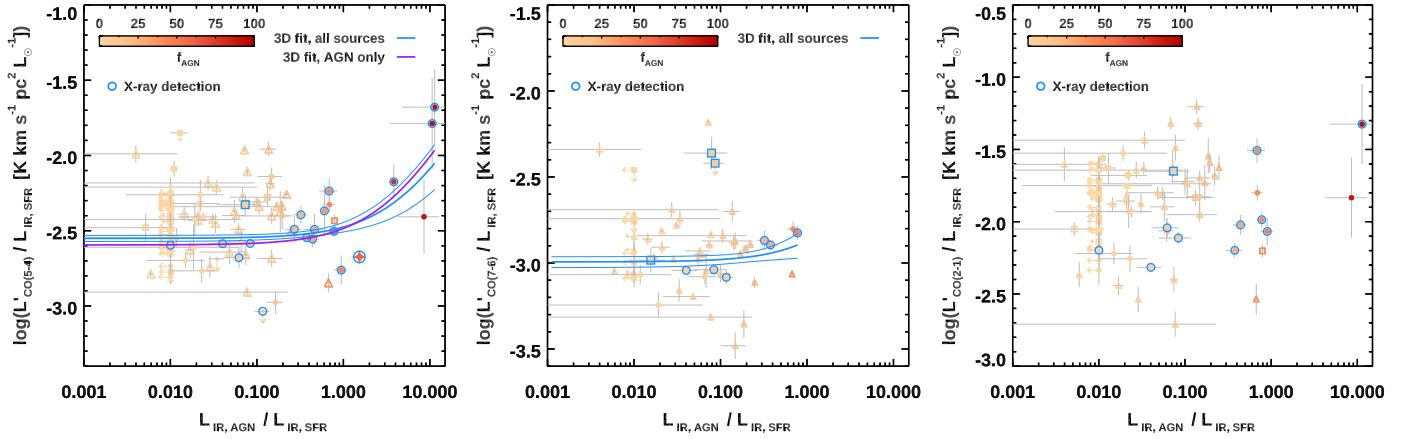 0 25 50 75 100
f AGN
3D fit, all sources
3D fit, AGN only
X-ray detection
-1.0
-1.5
-2.0
-2.5
-3.0
0.001 0.010 0.100 1.000 10.000
L IR, AGN / L IR, SFR
log(L' CO(5-4) / L IR, SFR [K km s-1 pc2 L☉-1])
0 25 50 75 100
f AGN
3D fit, all sources
X-ray detection
-1.5
-2.0
-2.5
-3.0
-3.5
0.001 0.010 0.100 1.000 10.000
L IR, AGN / L IR, SFR
log(L' CO(7-6) / L IR, SFR [K km s-1 pc2 L☉-1])
0 25 50 75 100
f AGN
X-ray detection
-0.5
-1.0
-1.5
-2.0
-2.5
-3.0
0.001 0.010 0.100 1.000 10.000
L IR, AGN / L IR, SFR
log(L' CO(2-1) / L IR, SFR [K km s-1 pc2 L☉-1])